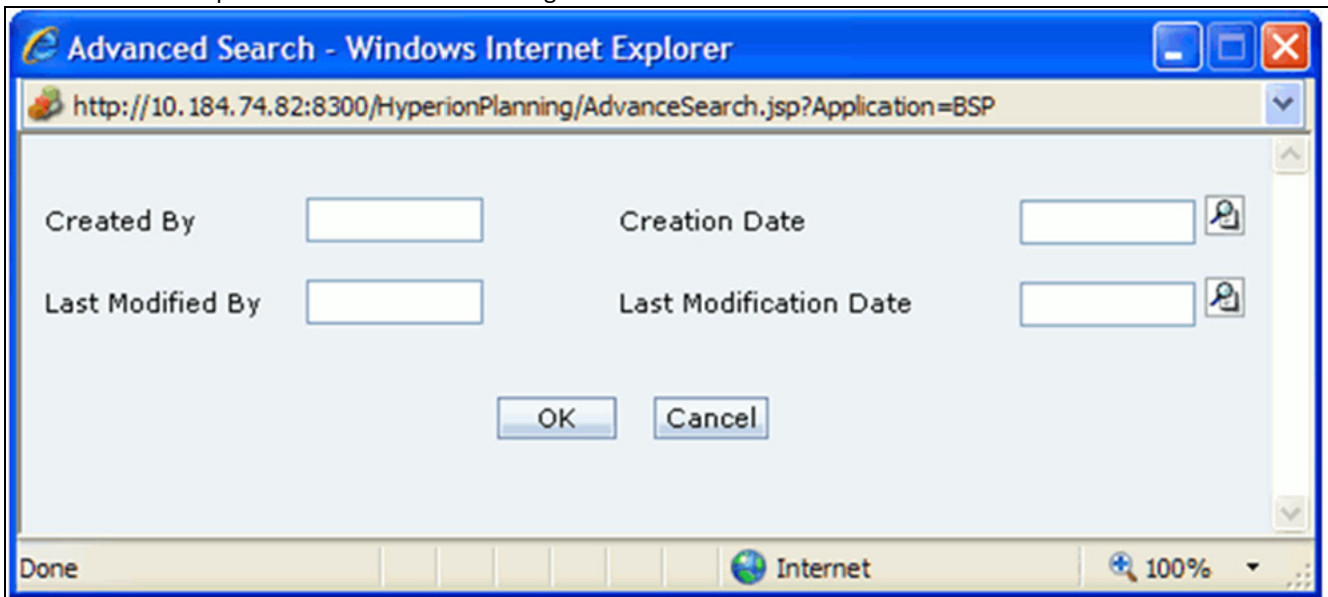 Advanced Search - Windows Internet Explorer
http://10.184.74.82:8300/HyperionPlanning/AdvanceSearch.jsp?Application=BSP
Created By Creation Date
Last Modified By Last Modification Date
OK Cancel
Done Internet 100%